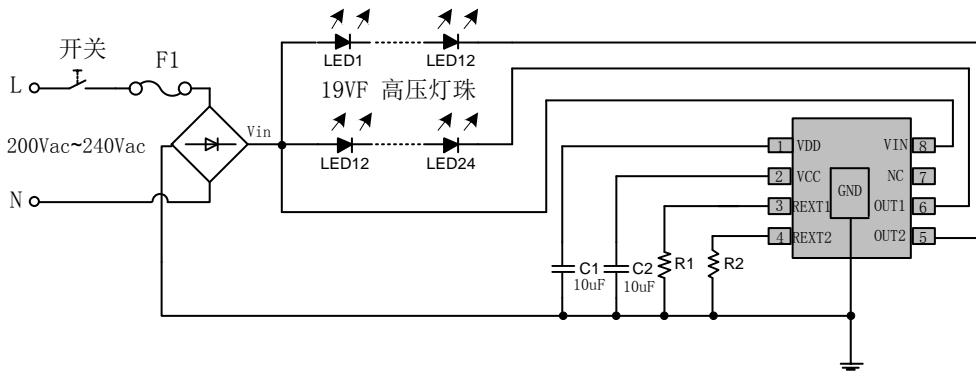 开关
F1
L
LED1
LED12
19VF 高压灯珠
200Vac~240Vac
Vin
LED12
LED24
N
1
VDD
VIN
8
2
VCC
NC
7
GND
3
REXT1
OUT1
6
4
REXT2
OUT2
5
C1
10uF
C2
10uF
R1
R2